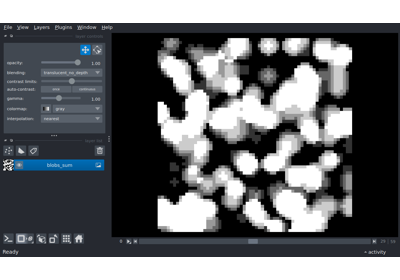 File View Layers Plugins Window Help
opacity: 1.00
blending: translucent_no_depth
contrast limits:
auto-contrast: once continuous
gamma: 1.00
colormap: gray
interpolation: nearest
blobs_sum
Ready activity